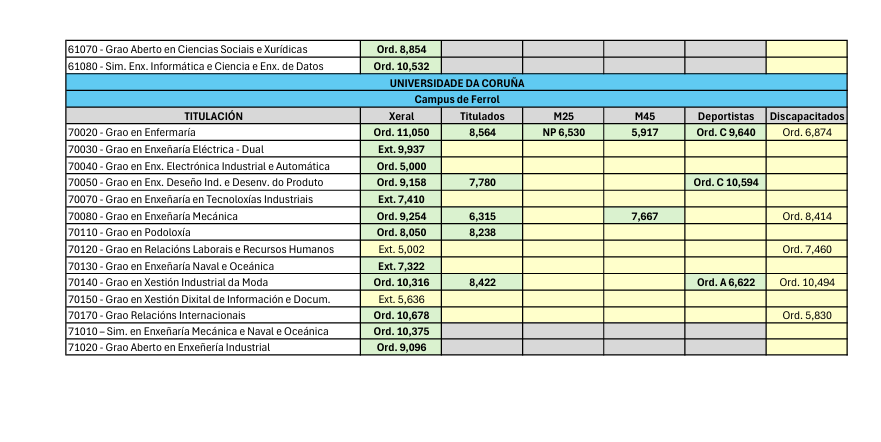 61070 - Grao Aberto en Ciencias Sociais e Xurídicas Ord. 8,854
61080 - Sim. Enx. Informática e Ciencia e Enx. de Datos Ord. 10,532
UNIVERSIDADE DA CORUÑA
Campus de Ferrol
TITULACIÓN Xeral Titulados M25 M45 Deportistas Discapacitados
70020 - Grao en Enfermaría Ord. 11,050 8,564 NP 6,530 5,917 Ord. C 9,640 Ord. 6,874
70030 - Grao en Enxeñaría Eléctrica - Dual Ext. 9,937
70040 - Grao en Enx. Electrónica Industrial e Automática Ord. 5,000
70050 - Grao en Enx. Deseño Ind. e Desenv. do Produto Ord. 9,158 7,780 Ord. C 10,594
70070 - Grao en Enxeñaría en Tecnoloxías Industriais Ext. 7,410
70080 - Grao en Enxeñaría Mecánica Ord. 9,254 6,315 7,667 Ord. 8,414
70110 - Grao en Podoloxía Ord. 8,050 8,238
70120 - Grao en Relacións Laborais e Recursos Humanos Ext. 5,002 Ord. 7,460
70130 - Grao en Enxeñaría Naval e Oceánica Ext. 7,322
70140 - Grao en Xestión Industrial da Moda Ord. 10,316 8,422 Ord. A 6,622 Ord. 10,494
70150 - Grao en Xestión Dixital de Información e Docum. Ext. 5,636
70170 - Grao Relacións Internacionais Ord. 10,678 Ord. 5,830
71010 – Sim. en Enxeñaría Mecánica e Naval e Oceánica Ord. 10,375
71020 - Grao Aberto en Enxeñería Industrial Ord. 9,096